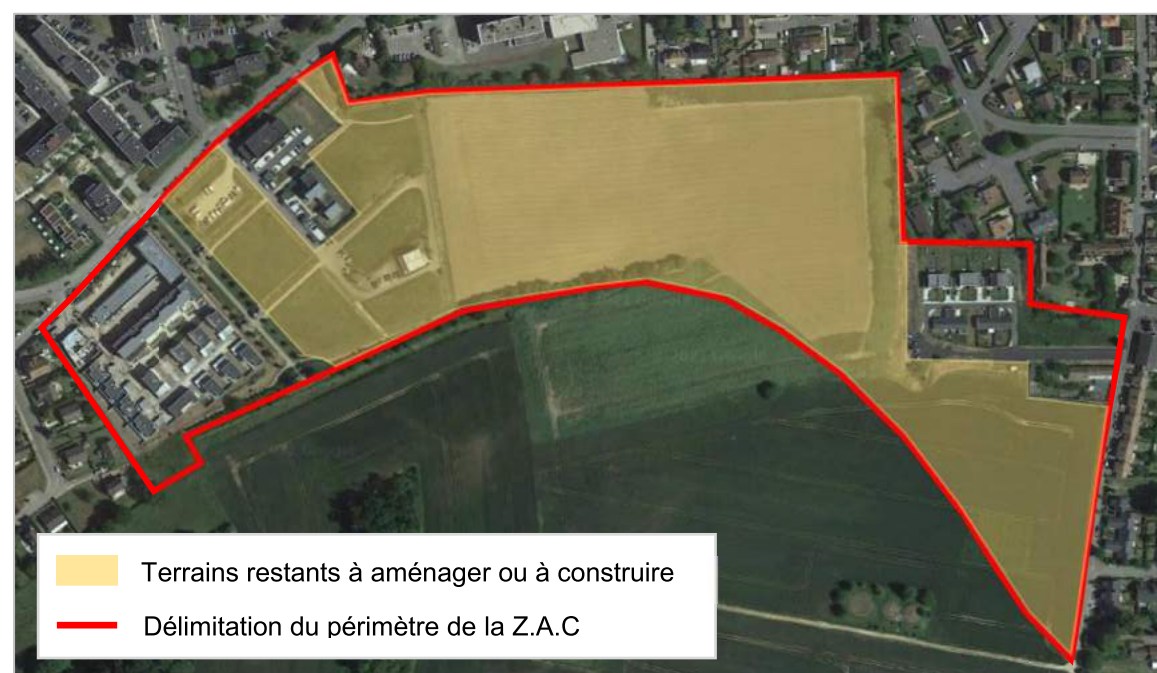 Terrains restants à aménager ou à construire
Délimitation du périmètre de la Z.A.C